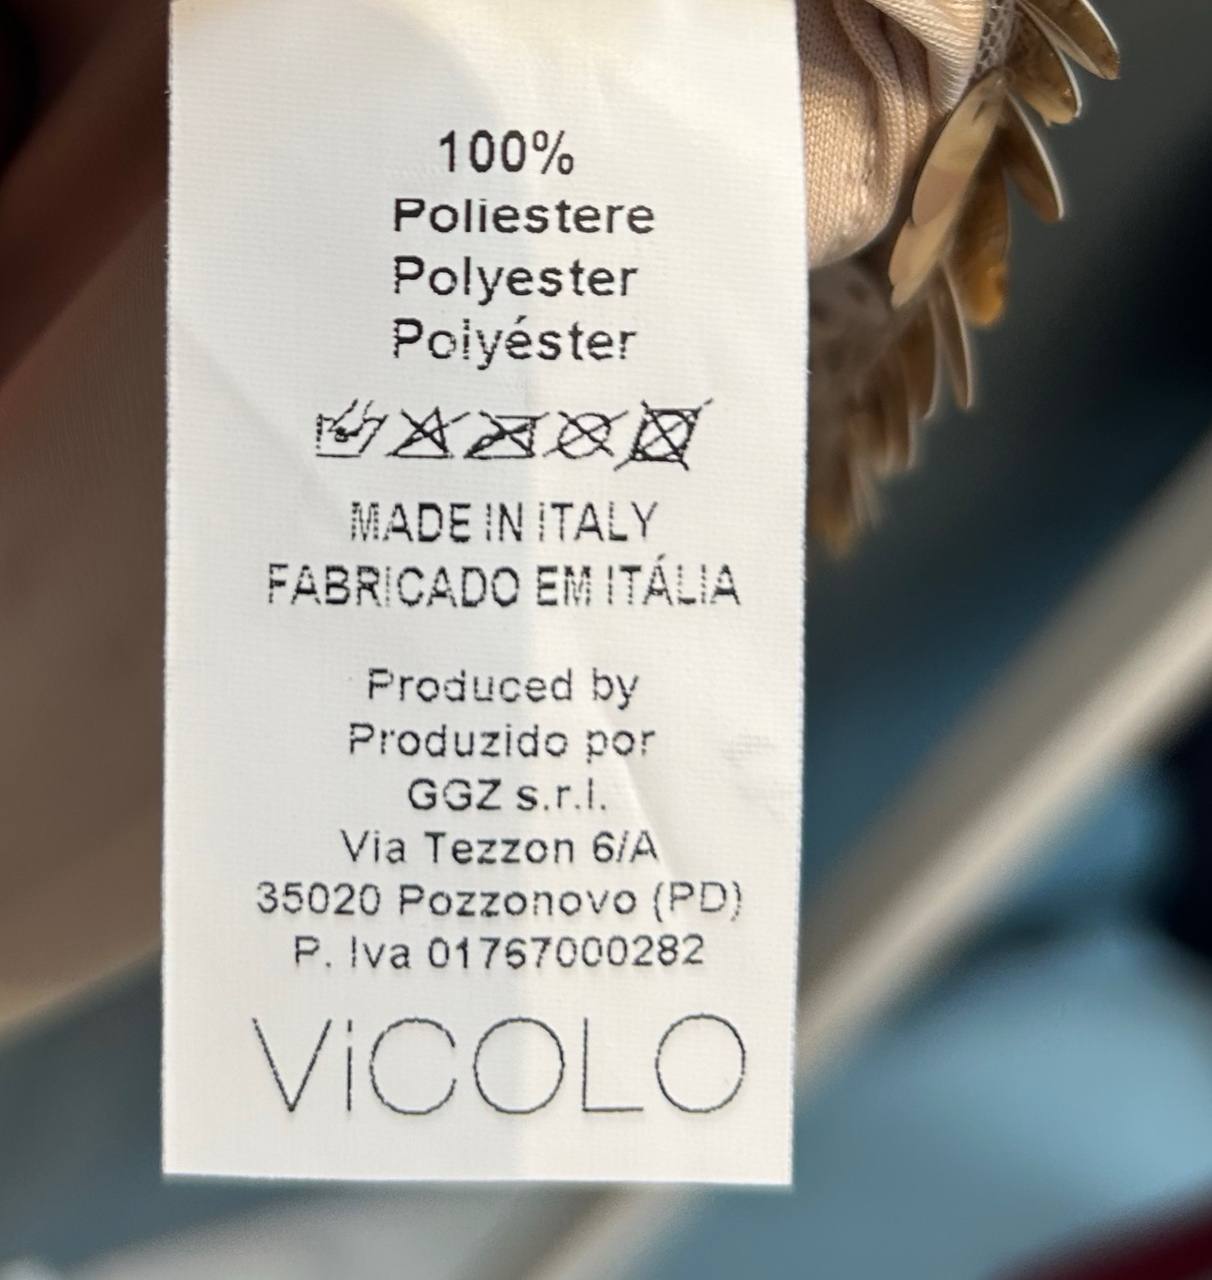 100%
Poliestere
Polyester
Polyéster
MADE IN ITALY
FABRICADO EM ITÁLIA
Produced by
Produzido por
GGZ s.r.l.
Via Tezzon 6/A
35020 Pozzonovo (PD)
P. Iva 01767000282
ViCOLO